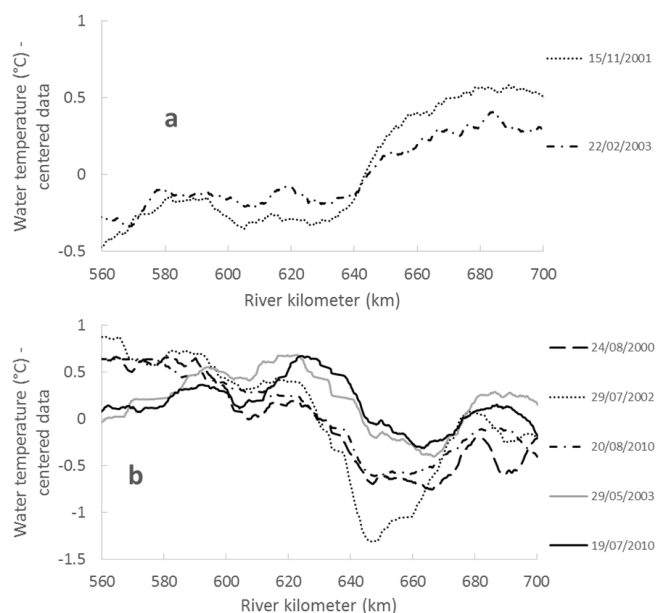 1
0.5
0
-0.5
Water temperature (°C) -
centered data
a
560 580 600 620 640 660 680 700
River kilometer (km)
15/11/2001
22/02/2003
1
0.5
0
-0.5
-1
-1.5
Water temperature (°C) -
centered data
b
560 580 600 620 640 660 680 700
River kilometer (km)
24/08/2000
29/07/2002
20/08/2010
29/05/2003
19/07/2010